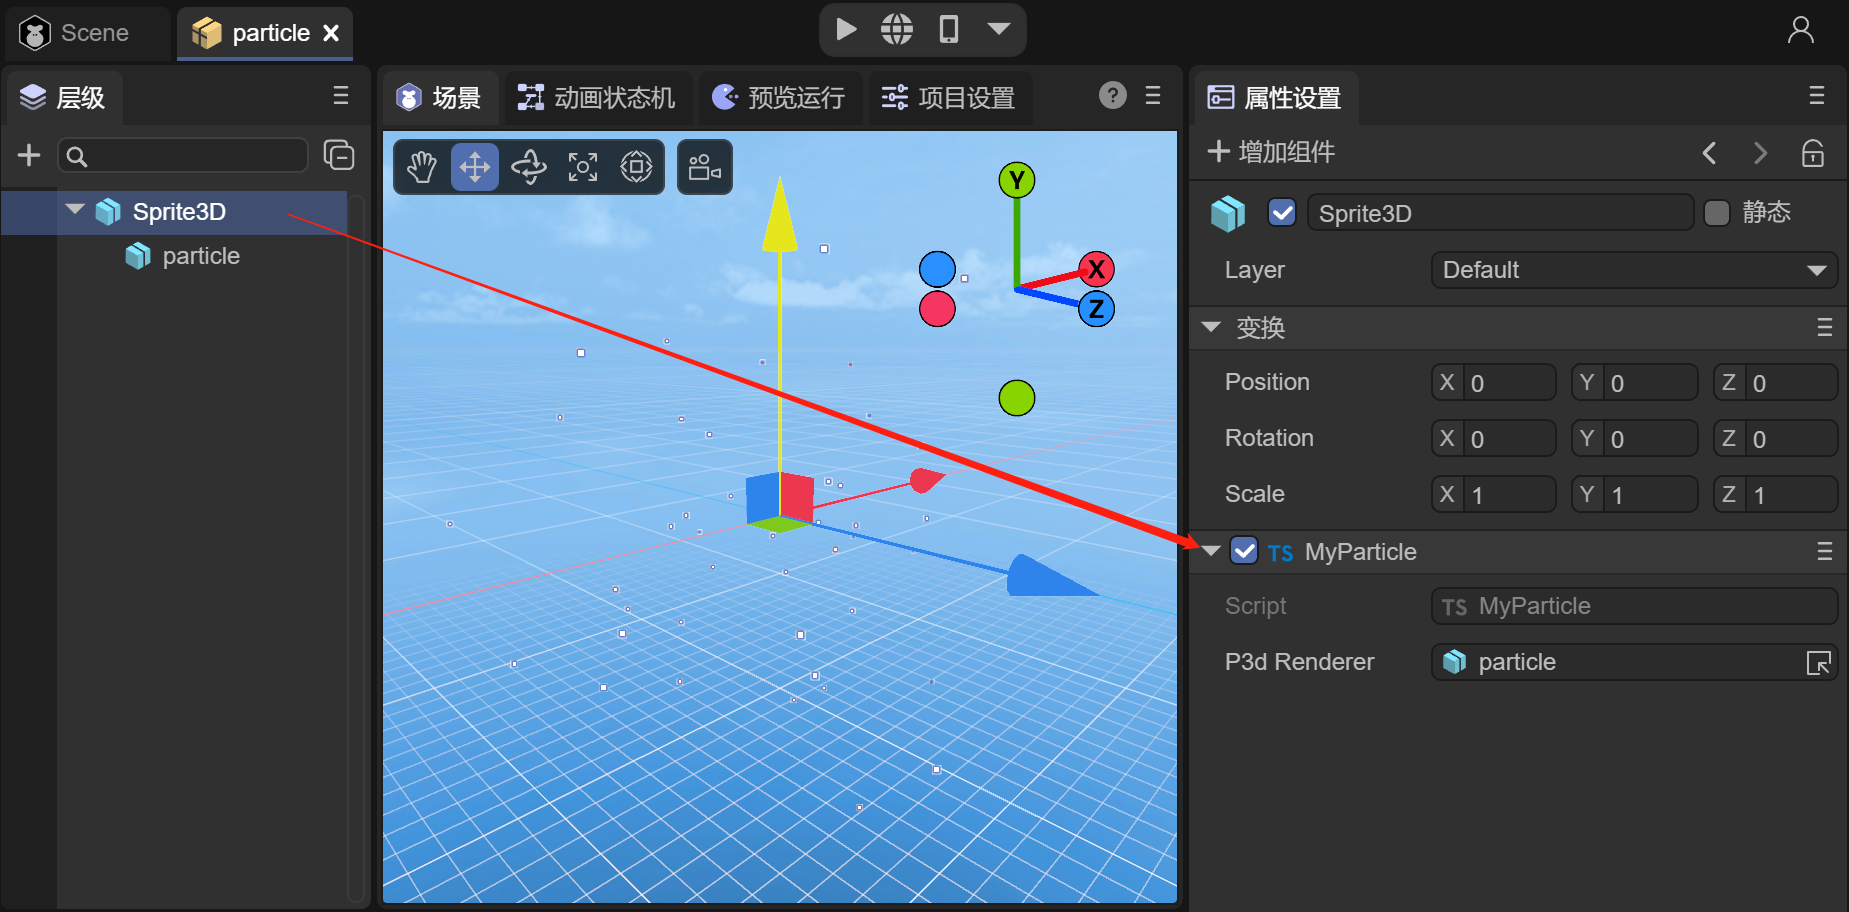 Scene
particle
层级
场景
动画状态机
预览运行
项目设置
属性设置
增加组件
Sprite3D
particle
Y
X
Z
Sprite3D
静态
Layer
Default
变换
Position
X 0
Y 0
Z 0
Rotation
X 0
Y 0
Z 0
Scale
X 1
Y 1
Z 1
TS MyParticle
Script
TS MyParticle
P3d Renderer
particle